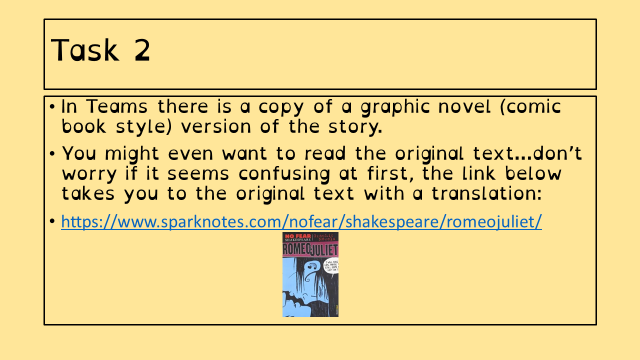 Task 2
• In Teams there is a copy of a graphic novel (comic
book style) version of the story.
• You might even want to read the original text...don't
worry if it seems confusing at first, the link below
takes you to the original text with a translation:
• https://www.sparknotes.com/nofear/shakespeare/romeojuliet/
NO FEAR
ROMEO JULIET